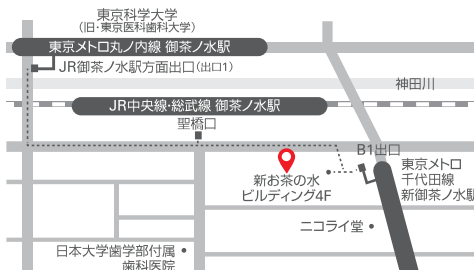 東京科学大学
(旧・東京医科歯科大学)
東京メトロ丸ノ内線 御茶ノ水駅
JR御茶ノ水駅方面出口(出口1)
神田川
JR中央線・総武線 御茶ノ水駅
聖橋口
B1出口
東京メトロ
千代田線
新御茶ノ水駅
新お茶の水
ビルディング4F
ニコライ堂
日本大学歯学部付属
歯科医院